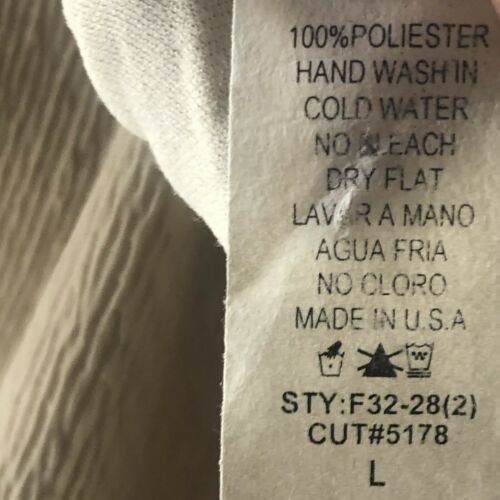 100%POLIESTER
HAND WASH IN
COLD WATER
NO BLEACH
DRY FLAT
LAVAR A MANO
AGUA FRIA
NO CLORO
MADE IN U.S.A
W
STY:F32-28(2)
CUT#5178
L